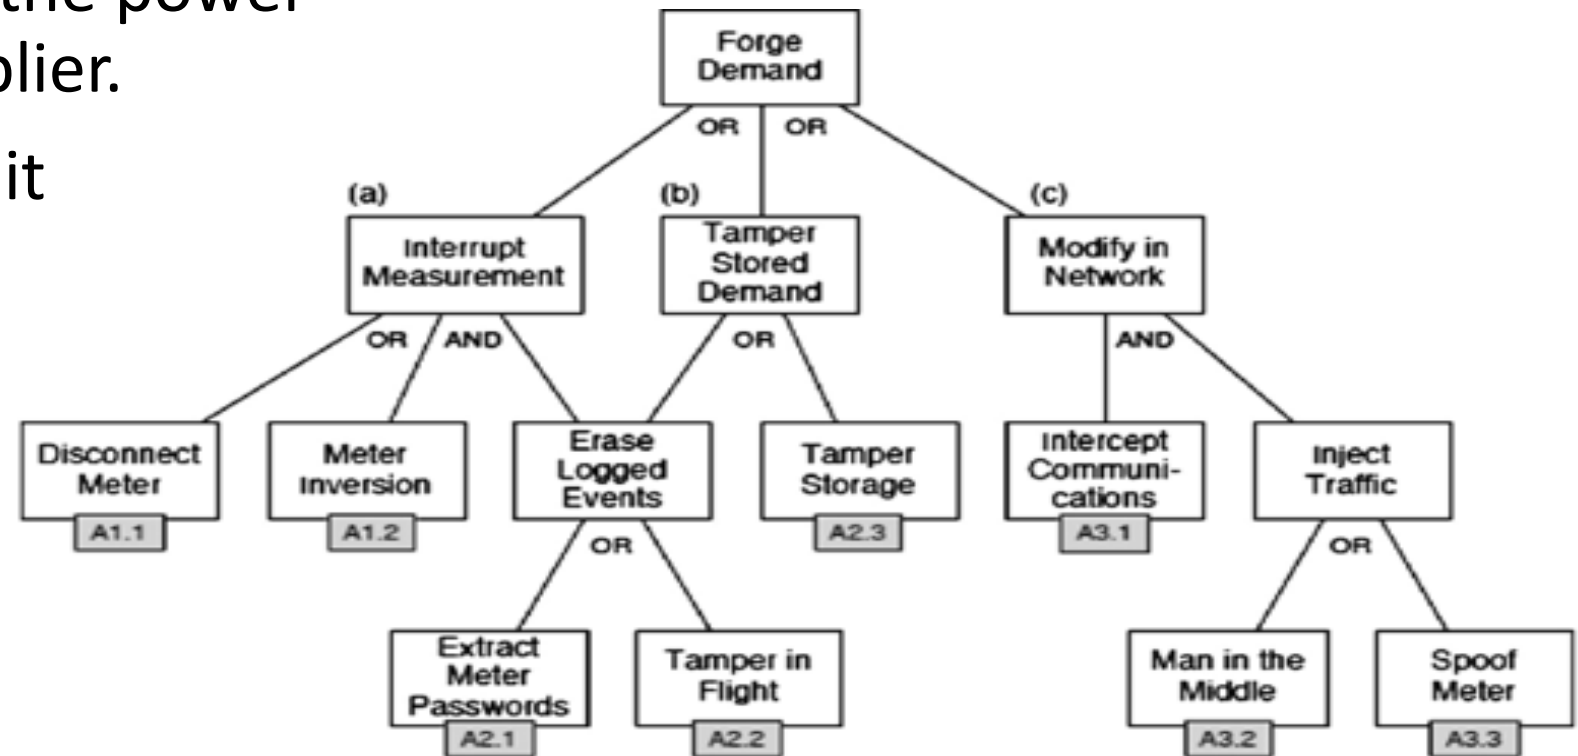 the power
plier.
it
Forge
Demand
OR OR
(a) (b) (c)
Interrupt
Measurement
Tamper
Stored
Demand
Modify in
Network
OR AND OR AND
Disconnect
Meter
A1.1
Meter
Inversion
A1.2
Erase
Logged
Events
Tamper
Storage
A2.3
Intercept
Communi-
cations
A3.1
Inject
Traffic
OR OR
Extract
Meter
Passwords
A2.1
Tamper in
Flight
A2.2
Man in the
Middle
A3.2
Spoof
Meter
A3.3